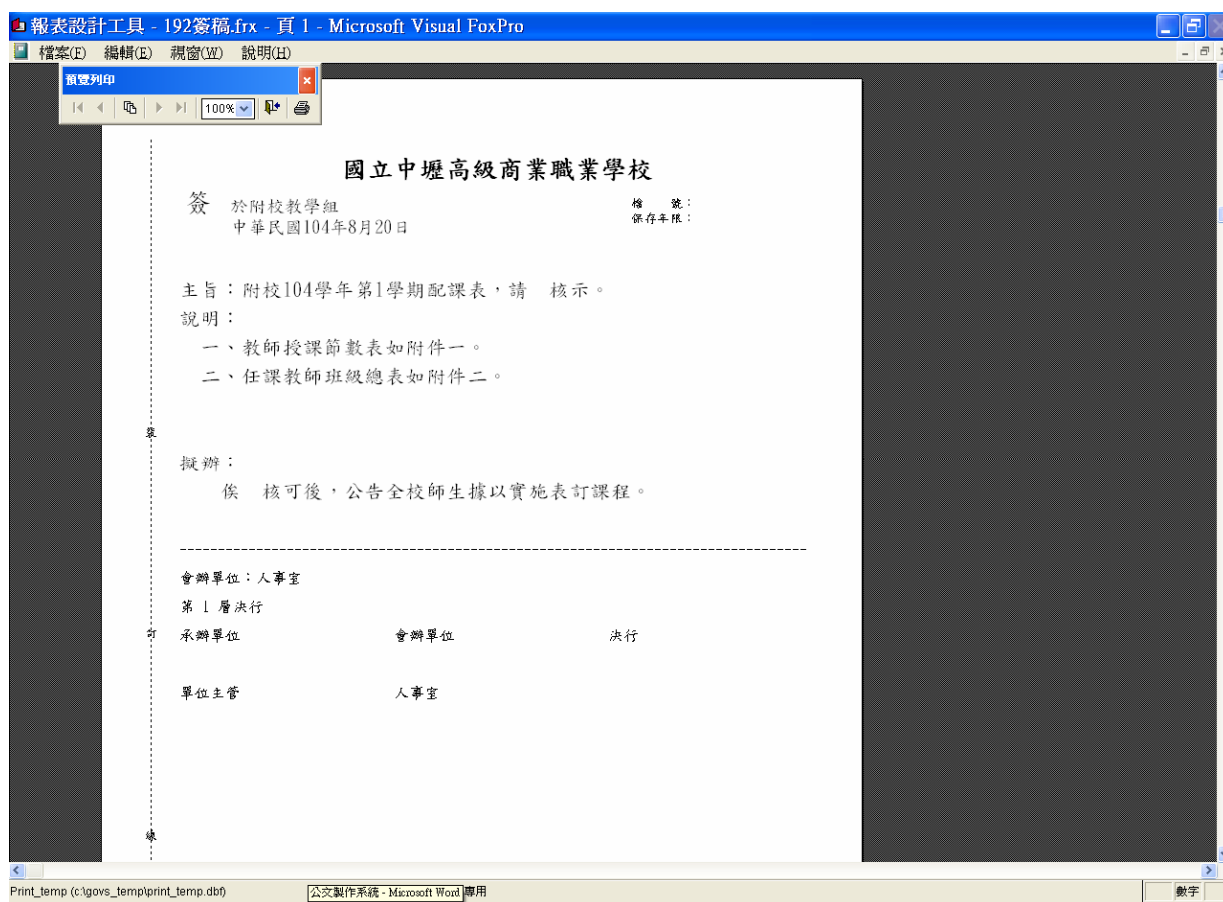 報表設計工具 - 192簽稿.frx - 頁 1 - Microsoft Visual FoxPro
檔案(F) 編輯(E) 視窗(W) 說明(H)
預覽列印
100%
國立中壢高級商業職業學校
簽 於附校教學組
中華民國104年8月20日
檔 號：
保存年限：
主旨：附校104學年第1學期配課表，請 核示。
說明：
一、教師授課節數表如附件一。
二、任課教師班級總表如附件二。
裝
擬辦：
俟 核可後，公告全校師生據以實施表訂課程。
會辦單位：人事室
第 1 層決行
訂
承辦單位 會辦單位 決行
單位主管 人事室
線
Print_temp (c:\govs_temp\print_temp.dbf) 公文製作系統 - Microsoft Word 專用 數字